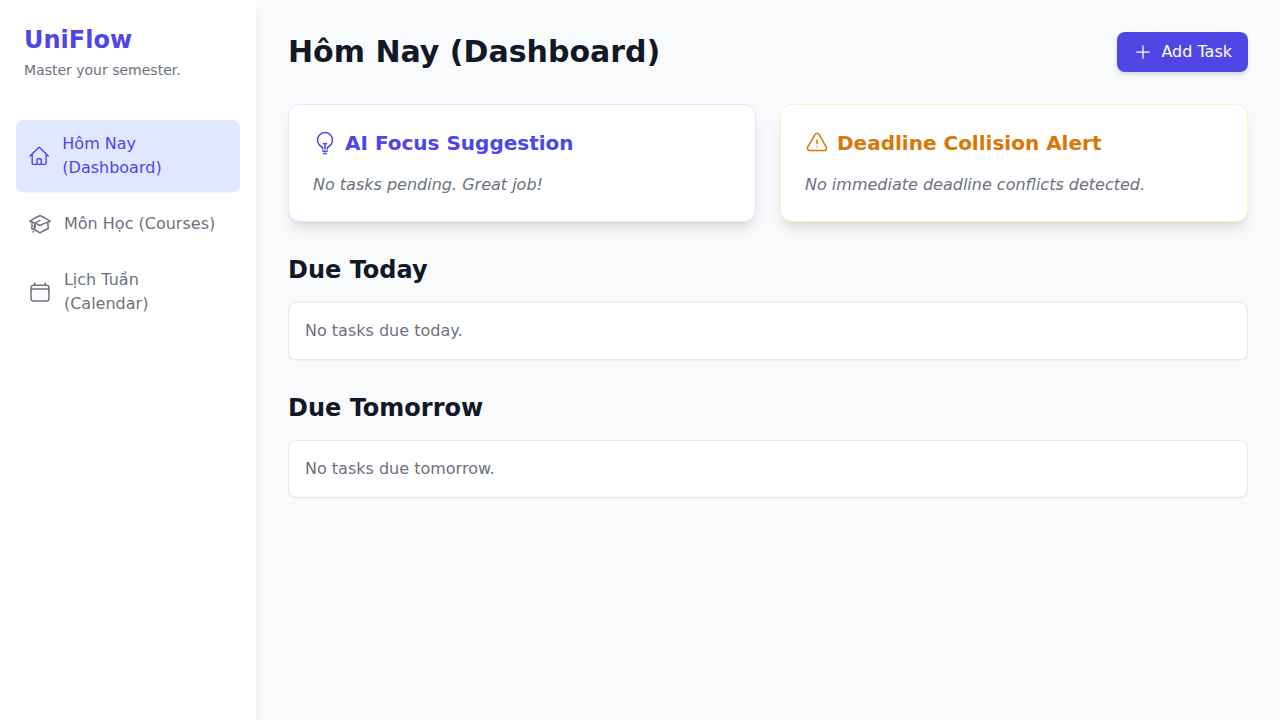 UniFlow
Master your semester.
Hôm Nay
(Dashboard)
Môn Học (Courses)
Lịch Tuần
(Calendar)
Hôm Nay (Dashboard)
Add Task
AI Focus Suggestion
No tasks pending. Great job!
Deadline Collision Alert
No immediate deadline conflicts detected.
Due Today
No tasks due today.
Due Tomorrow
No tasks due tomorrow.